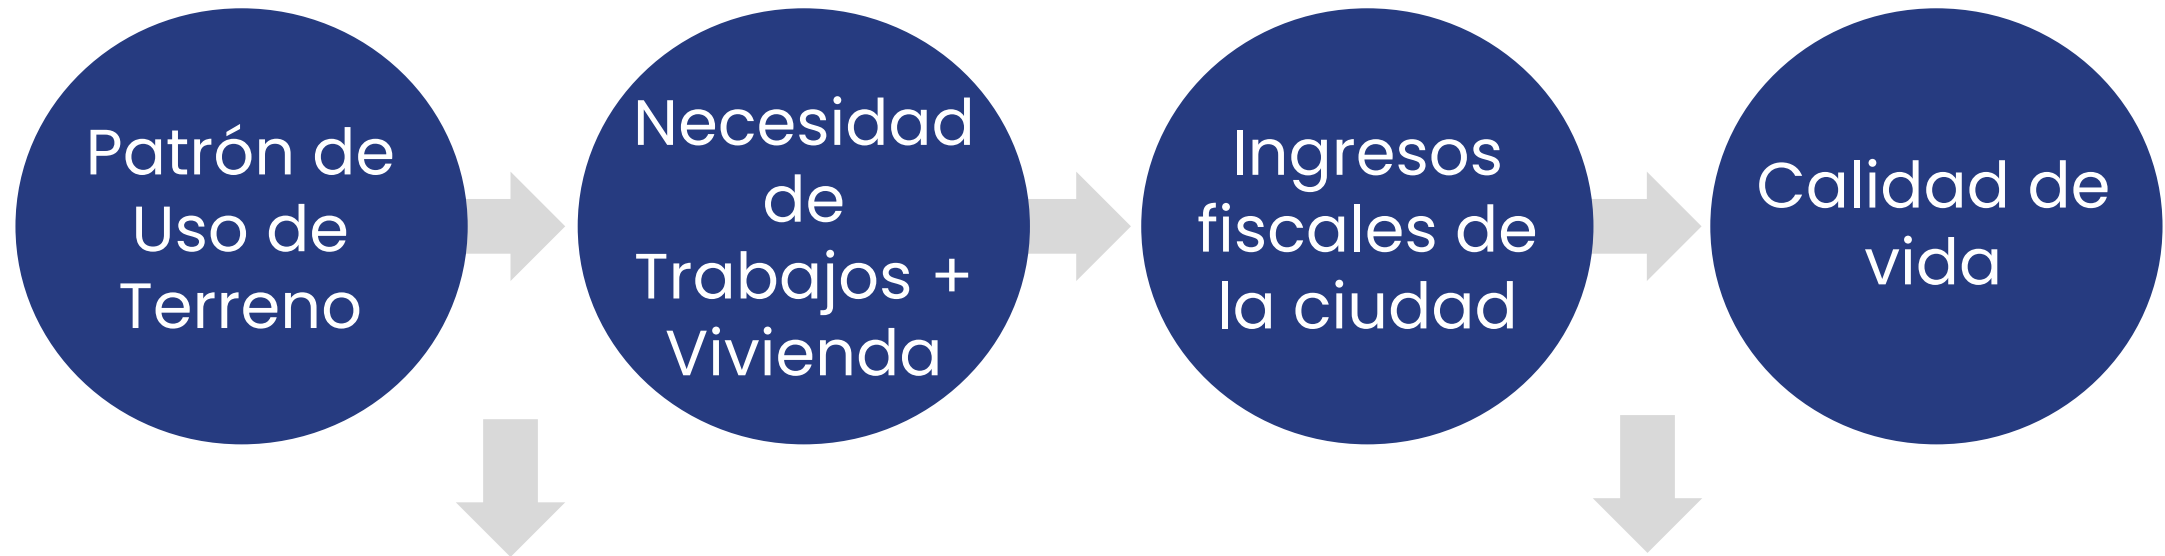 Patrón de
Uso de
Terreno
Necesidad
de
Trabajos +
Vivienda
Ingresos
fiscales de
la ciudad
Calidad de
vida